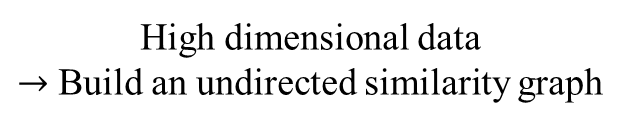 High dimensional data
→ Build an undirected similarity graph